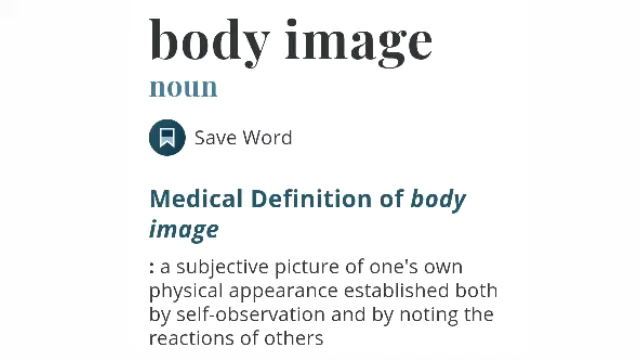 body image
noun
Save Word
Medical Definition of body
image
: a subjective picture of one's own
physical appearance established both
by self-observation and by noting the
reactions of others